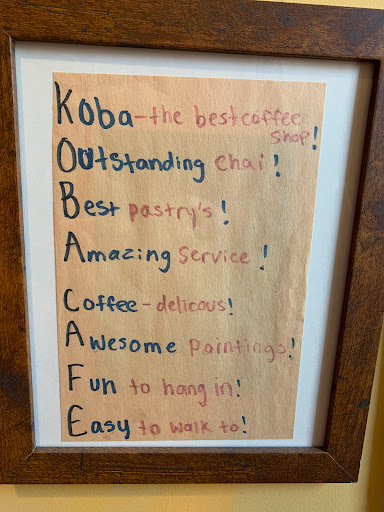 Koba-the best coffee
shop!
Outstanding chai!
Best pastry's!
Amazing service!
Coffee-delicous!
Awesome paintings!
Fun to hang in!
Easy to walk to!